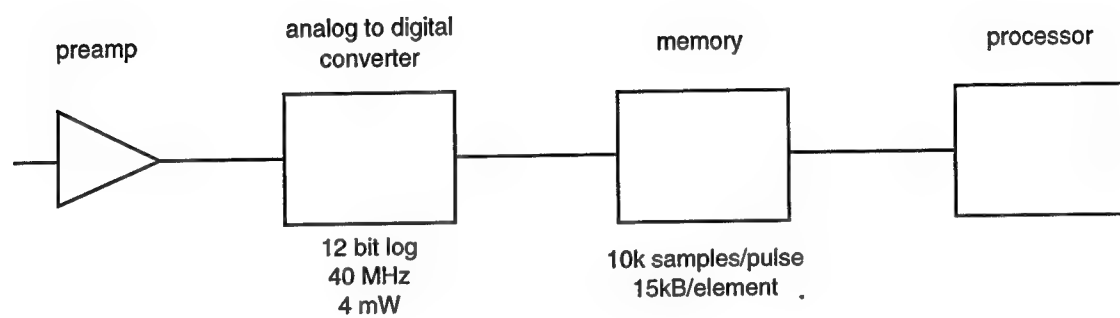 preamp
analog to digital
converter
memory
processor
12 bit log
40 MHz
4 mW
10k samples/pulse
15kB/element